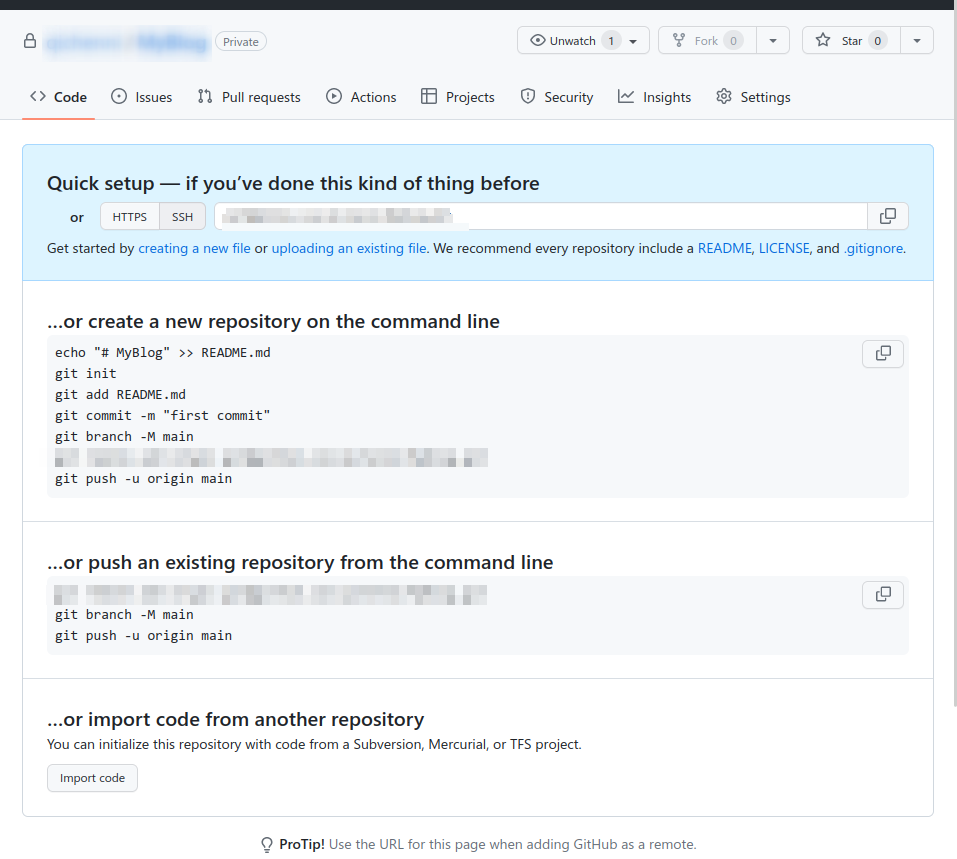 Private
Unwatch 1
Fork 0
Star 0
Code Issues Pull requests Actions Projects Security Insights Settings
Quick setup — if you’ve done this kind of thing before
or HTTPS SSH
Get started by creating a new file or uploading an existing file. We recommend every repository include a README, LICENSE, and .gitignore.
…or create a new repository on the command line
echo "# MyBlog" >> README.md
git init
git add README.md
git commit -m "first commit"
git branch -M main
git push -u origin main
…or push an existing repository from the command line
git branch -M main
git push -u origin main
…or import code from another repository
You can initialize this repository with code from a Subversion, Mercurial, or TFS project.
Import code
ProTip! Use the URL for this page when adding GitHub as a remote.